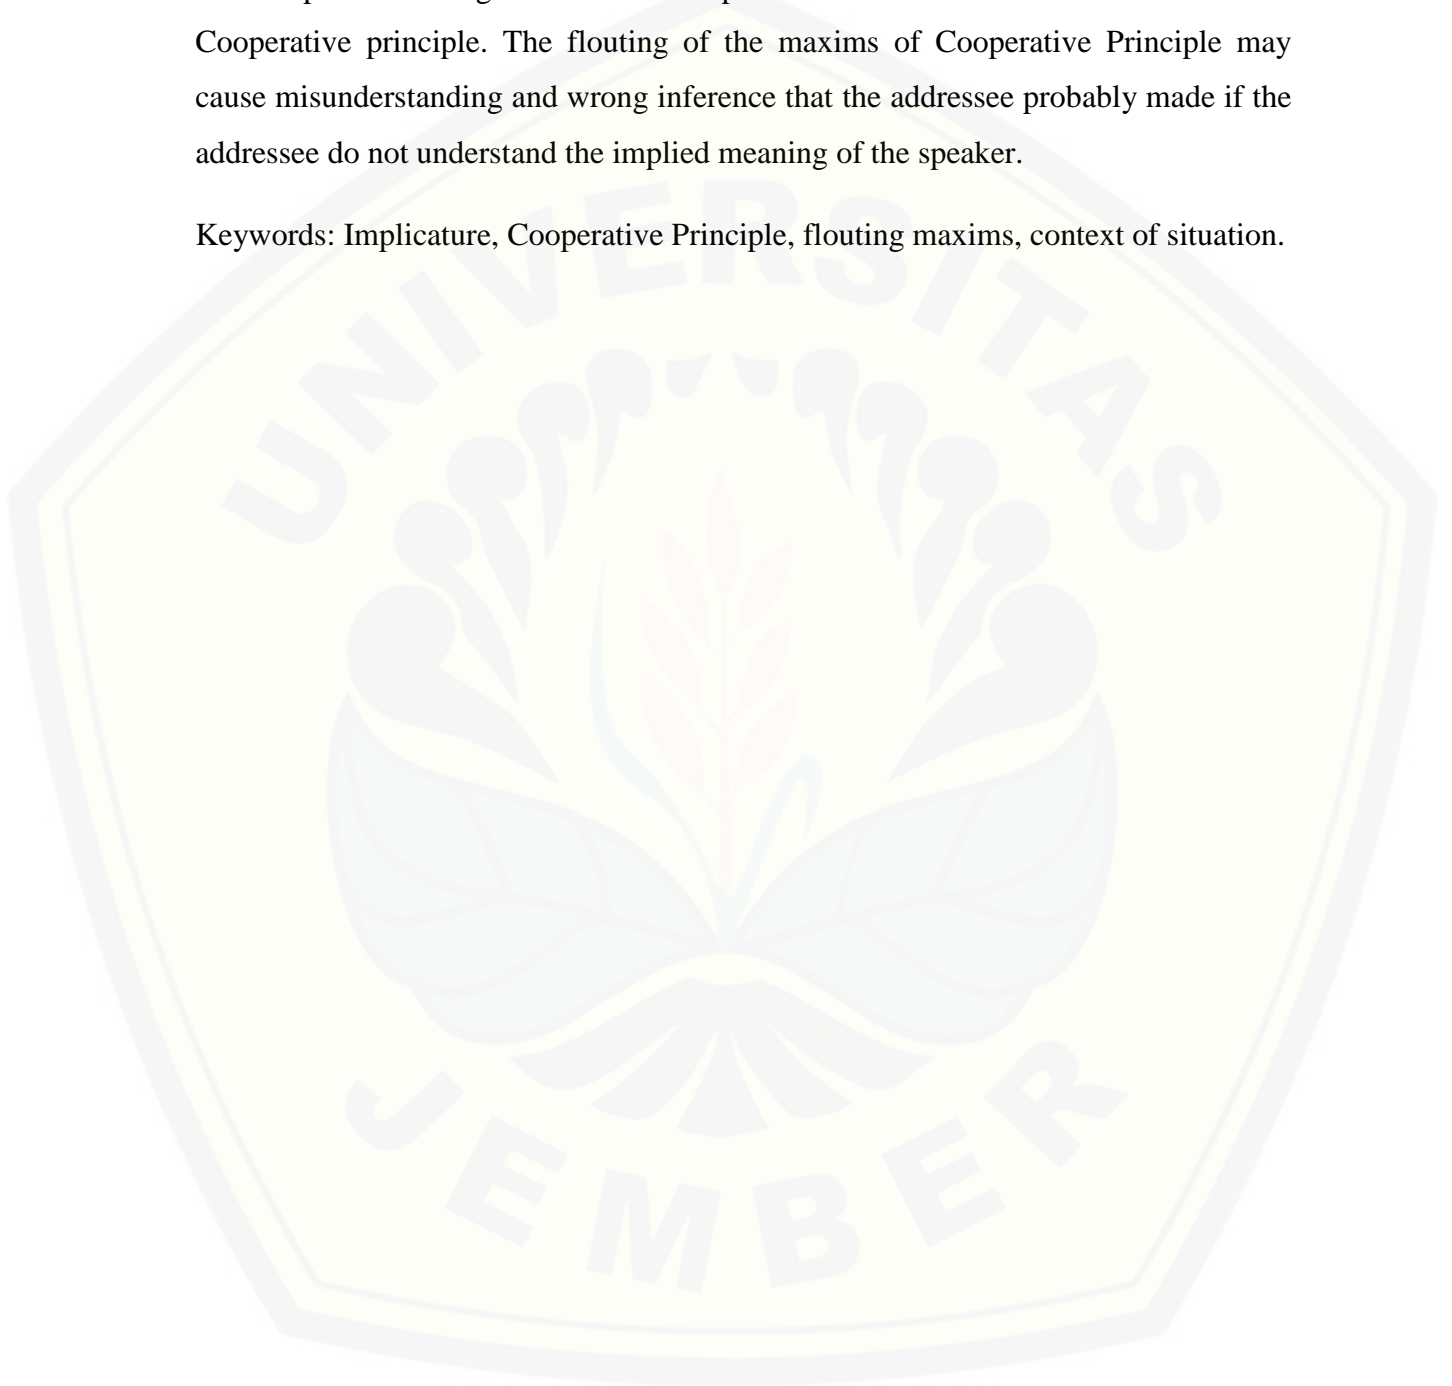 Cooperative principle. The flouting of the maxims of Cooperative Principle may
cause misunderstanding and wrong inference that the addressee probably made if the
addressee do not understand the implied meaning of the speaker.
Keywords: Implicature, Cooperative Principle, flouting maxims, context of situation.
UNIVERSITAS
JEMBER